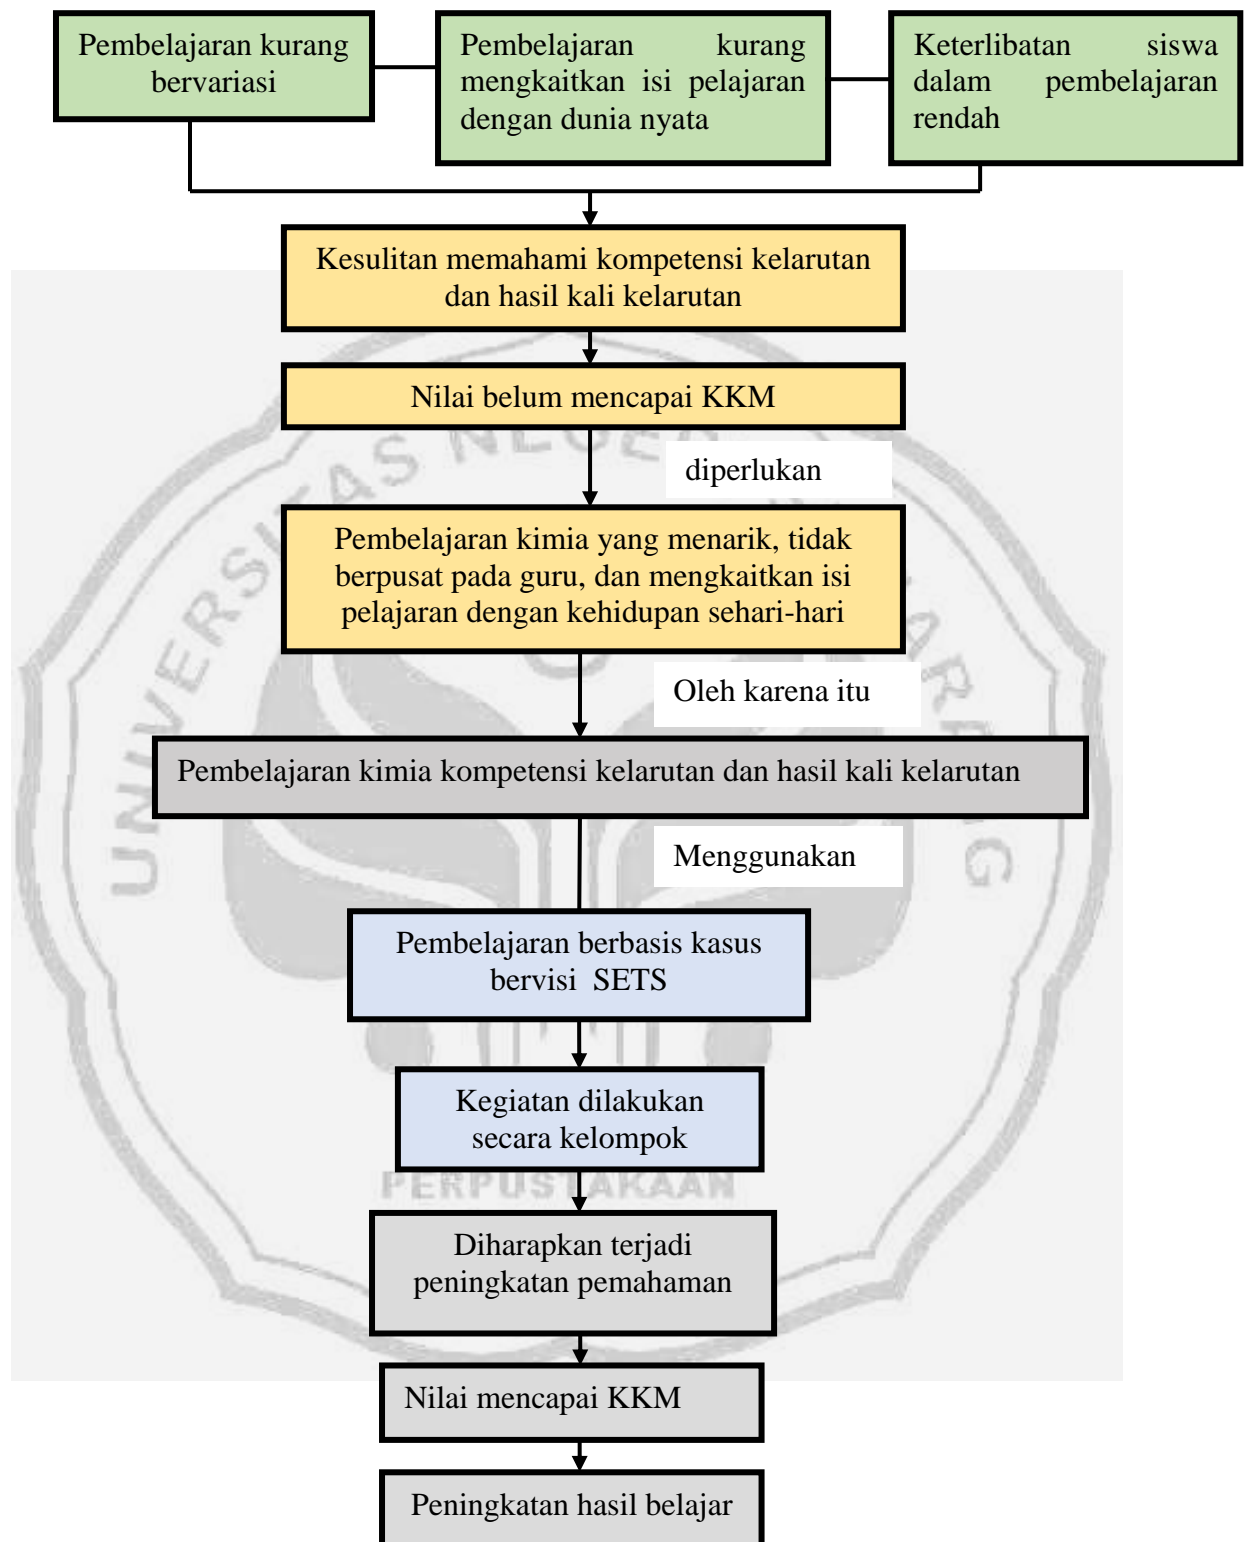 Pembelajaran kurang
bervariasi
Pembelajaran kurang
mengkaitkan isi pelajaran
dengan dunia nyata
Keterlibatan siswa
dalam pembelajaran
rendah
Kesulitan memahami kompetensi kelarutan
dan hasil kali kelarutan
Nilai belum mencapai KKM
diperlukan
Pembelajaran kimia yang menarik, tidak
berpusat pada guru, dan mengkaitkan isi
pelajaran dengan kehidupan sehari-hari
Oleh karena itu
Pembelajaran kimia kompetensi kelarutan dan hasil kali kelarutan
Menggunakan
Pembelajaran berbasis kasus
bervisi SETS
Kegiatan dilakukan
secara kelompok
PERPUSTAKAAN
Diharapkan terjadi
peningkatan pemahaman
Nilai mencapai KKM
Peningkatan hasil belajar